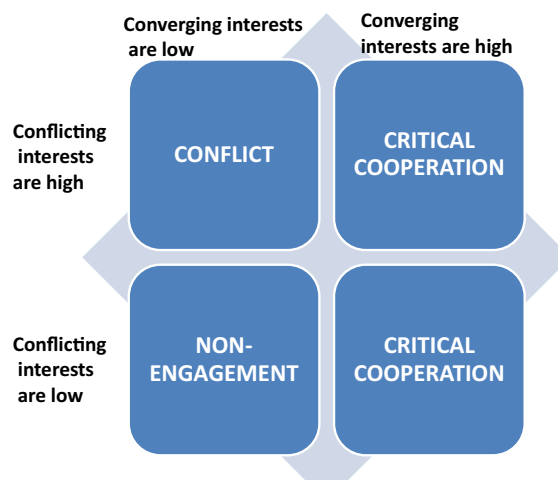 Converging interests
are low
Converging
interests are high
Conflicting
interests
are high
CONFLICT
CRITICAL
COOPERATION
Conflicting
interests
are low
NON-
ENGAGEMENT
CRITICAL
COOPERATION